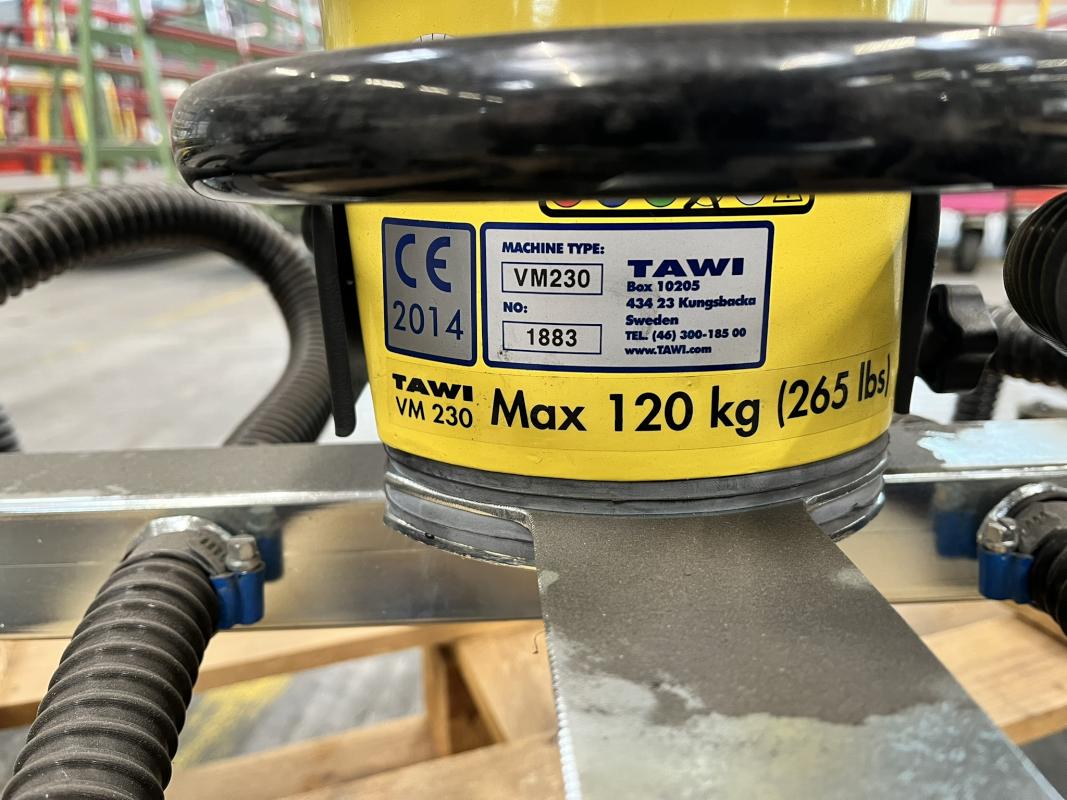 CE
2014
MACHINE TYPE:
VM230
NO:
1883
TAWI
Box 10205
434 23 Kungsbacka
Sweden
TEL. (46) 300-185 00
www.TAWI.com
TAWI
VM 230
Max 120 kg (265 lbs)